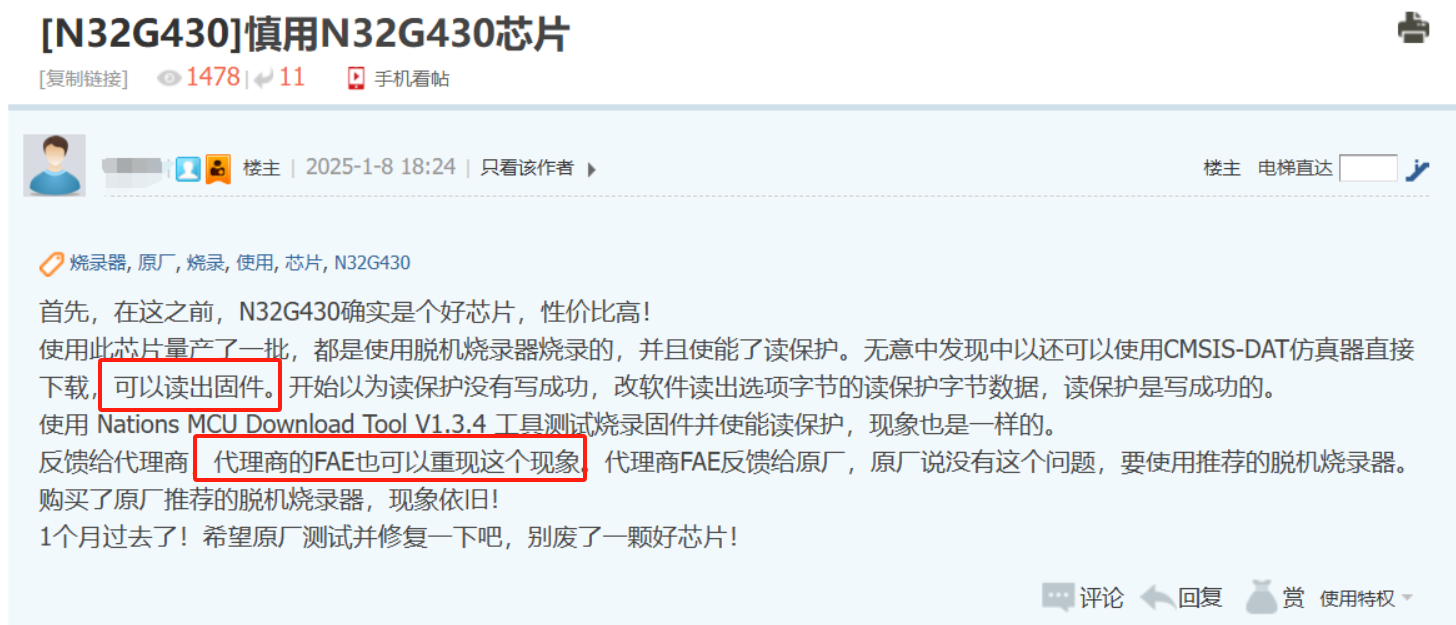 [N32G430]慎用N32G430芯片
[复制链接] 1478|11 手机看帖
楼主 | 2025-1-8 18:24 | 只看该作者 楼主 电梯直达
烧录器, 原厂, 烧录, 使用, 芯片, N32G430
首先，在这之前，N32G430确实是个好芯片，性价比高！
使用此芯片量产了一批，都是使用脱机烧录器烧录的，并且使能了读保护。无意中发现中以还可以使用CMSIS-DAT仿真器直接
下载，可以读出固件。开始以为读保护没有写成功，改软件读出选项字节的读保护字节数据，读保护是写成功的。
使用 Nations MCU Download Tool V1.3.4 工具测试烧录固件并使能读保护，现象也是一样的。
反馈给代理商，代理商的FAE也可以重现这个现象。代理商FAE反馈给原厂，原厂说没有这个问题，要使用推荐的脱机烧录器。
购买了原厂推荐的脱机烧录器，现象依旧！
1个月过去了！希望原厂测试并修复一下吧，别废了一颗好芯片！
评论 回复 赏 使用特权